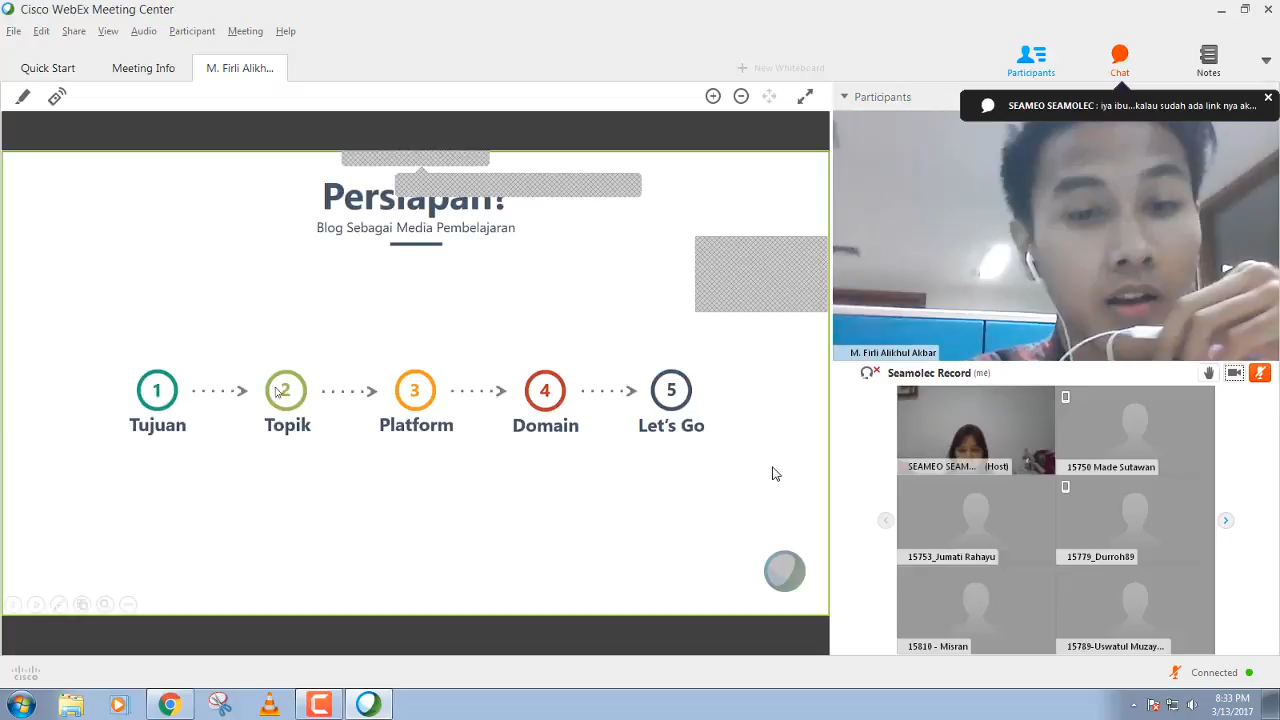 Cisco WebEx Meeting Center
File Edit Share View Audio Participant Meeting Help
Quick Start Meeting Info M. Firli Alikh...
New Whiteboard
Participants Chat Notes
Participants
SEAMEO SEAMOLEC : iya ibu...kalau sudah ada link nya ak...
Persiapan?
Blog Sebagai Media Pembelajaran
1 2 3 4 5
Tujuan Topik Platform Domain Let's Go
M. Firli Alikhul Akbar
Seamolec Record (me)
SEAMEO SEAM... (Host)
15750 Made Sutawan
15753_Jumati Rahayu
15779_Durroh89
15810 - Misran
15789-Uswatul Muzay...
cisco
Connected
8:33 PM
3/13/2017